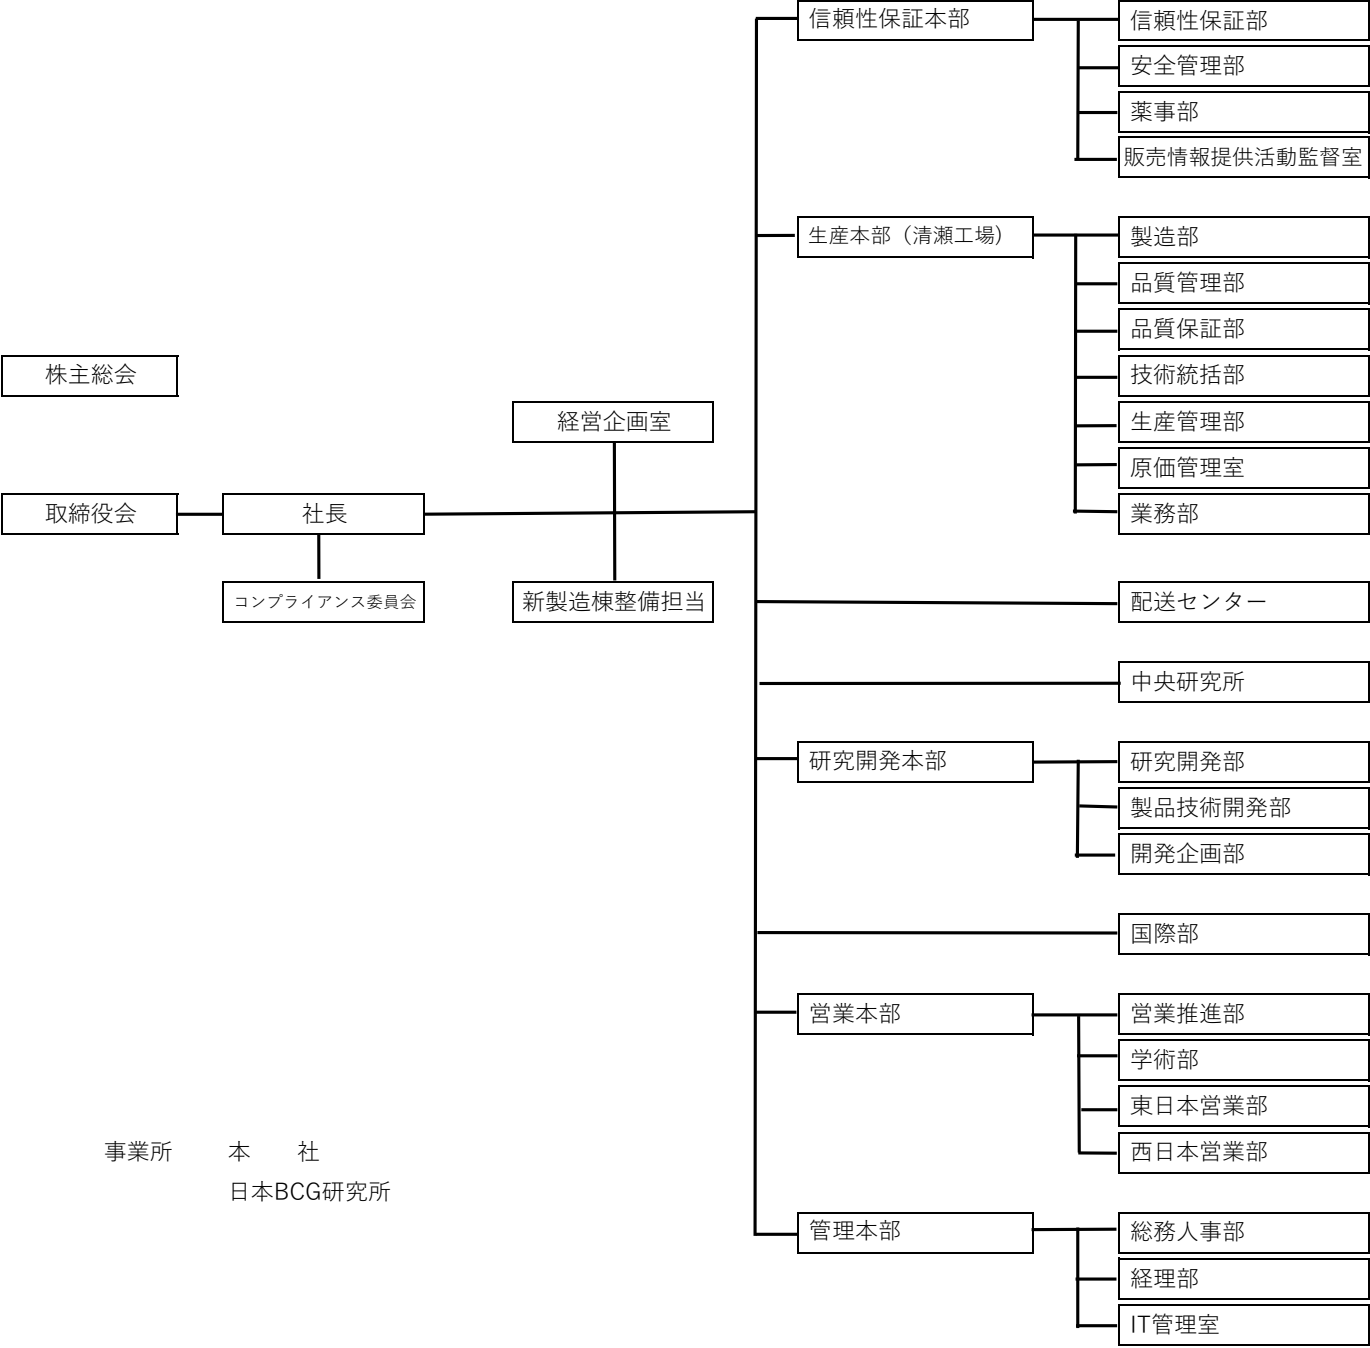 株主総会
取締役会
社長
コンプライアンス委員会
経営企画室
新製造棟整備担当
信頼性保証本部
信頼性保証部
安全管理部
薬事部
販売情報提供活動監督室
生産本部（清瀬工場）
製造部
品質管理部
品質保証部
技術統括部
生産管理部
原価管理室
業務部
配送センター
中央研究所
研究開発本部
研究開発部
製品技術開発部
開発企画部
国際部
営業本部
営業推進部
学術部
東日本営業部
西日本営業部
管理本部
総務人事部
経理部
IT管理室
事業所　　本　　社
日本BCG研究所